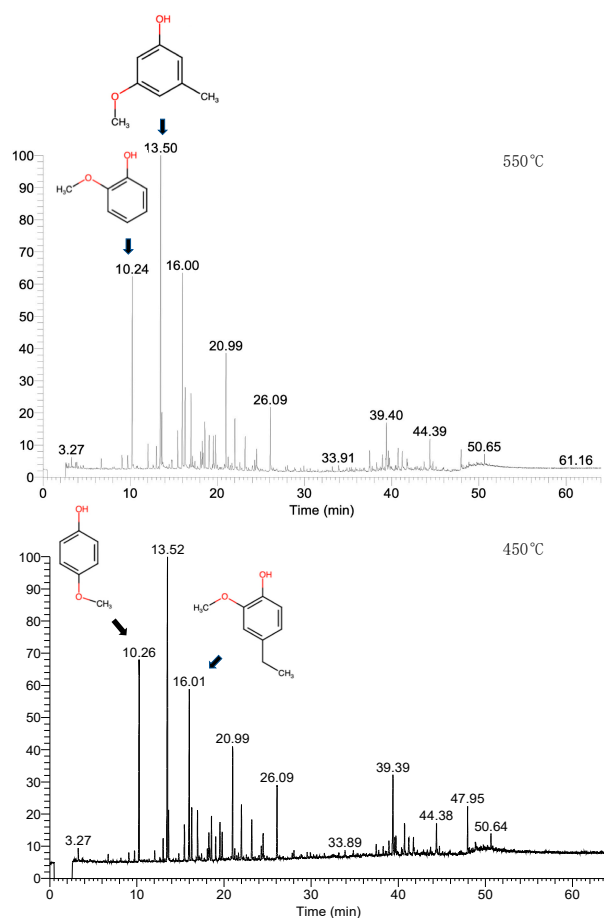 OH
O
CH₃
CH₃
13.50
550℃
OH
O
H₃C
10.24
16.00
20.99
26.09
39.40
44.39
3.27
33.91
50.65
61.16
100
90
80
70
60
50
40
30
20
10
0
0 10 20 30 40 50 60
Time (min)
OH
O
CH₃
13.52
450℃
OH
O
H₃C
CH₃
10.26
16.01
20.99
26.09
39.39
47.95
44.38
3.27
33.89
50.64
100
90
80
70
60
50
40
30
20
10
0
0 10 20 30 40 50 60
Time (min)